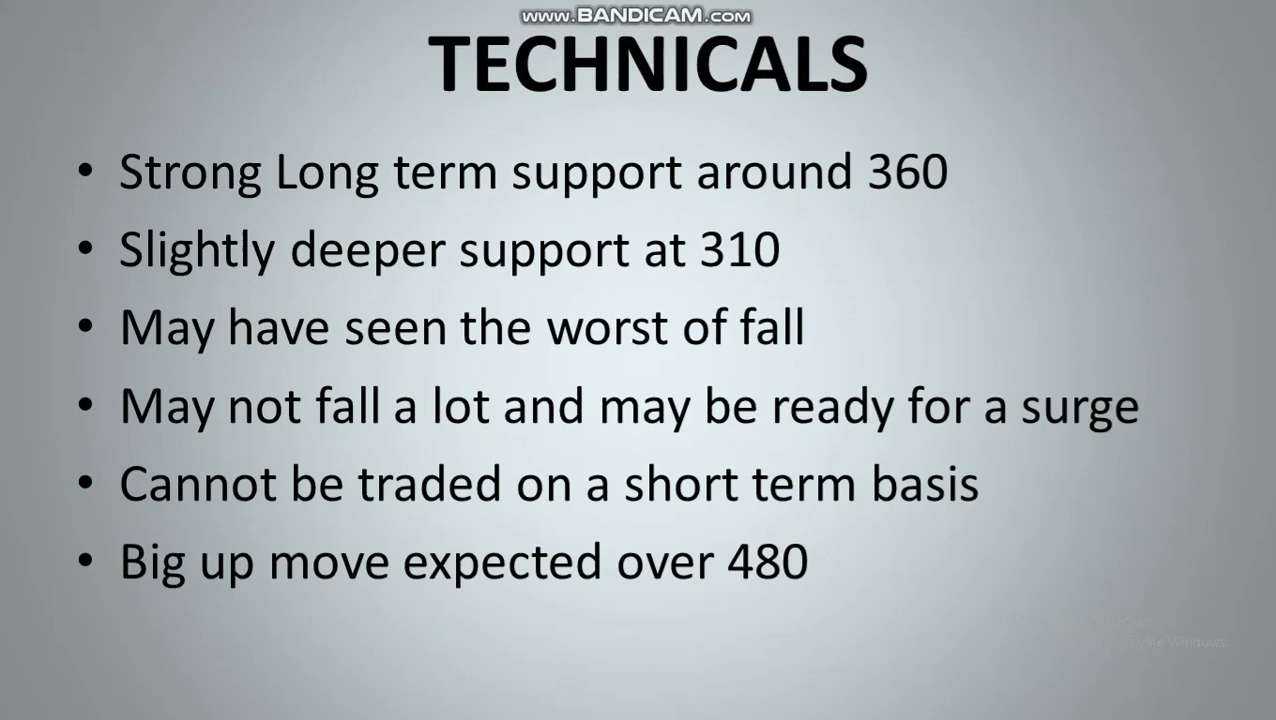 www.BANDICAM.com
TECHNICALS
• Strong Long term support around 360
• Slightly deeper support at 310
• May have seen the worst of fall
• May not fall a lot and may be ready for a surge
• Cannot be traded on a short term basis
• Big up move expected over 480
Windows